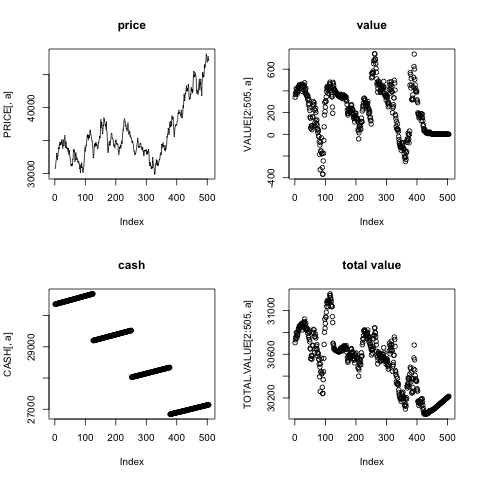 price
value
PRICE[, a]
30000
40000
0 100 200 300 400 500
Index
VALUE[2:505, a]
400
0
200
600
0 100 200 300 400 500
Index
cash
total value
CASH[, a]
27000
29000
0 100 200 300 400 500
Index
TOTAL.VALUE[2:505, a]
30200
30600
31000
0 100 200 300 400 500
Index